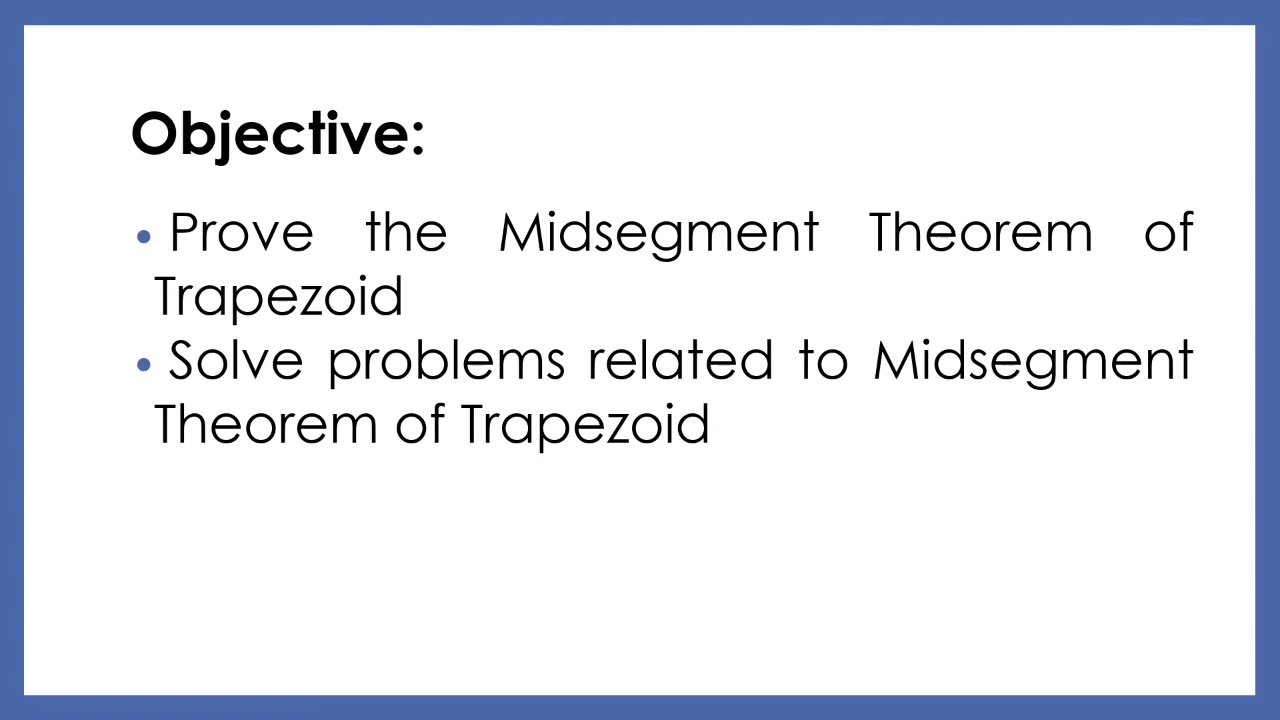 Objective:
• Prove the Midsegment Theorem of
Trapezoid
• Solve problems related to Midsegment
Theorem of Trapezoid